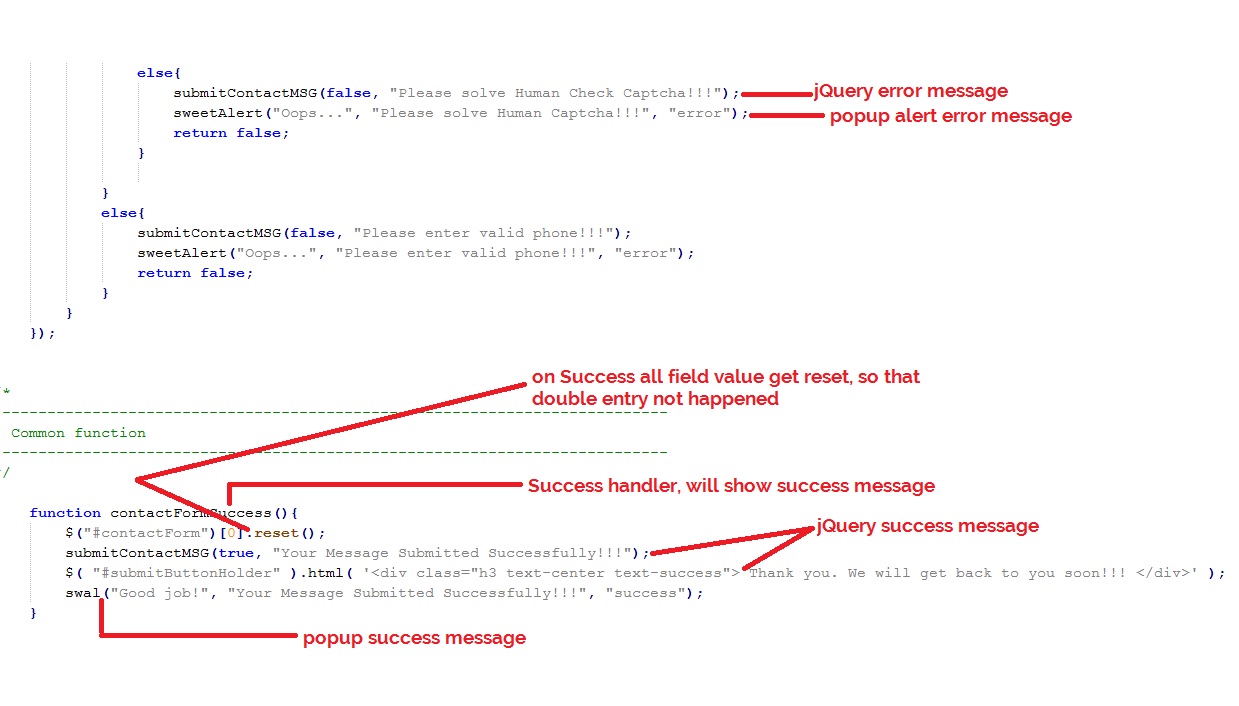 else{
submitContactMSG(false, "Please solve Human Check Captcha!!!"); jQuery error message
sweetAlert("Oops...", "Please solve Human Captcha!!!", "error"); popup alert error message
return false;
}
}
else{
submitContactMSG(false, "Please enter valid phone!!!");
sweetAlert("Oops...", "Please enter valid phone!!!", "error");
return false;
}
}
});
on Success all field value get reset, so that
*
double entry not happened
--------------------------------------------------------------------------
Common function
--------------------------------------------------------------------------
/
Success handler, will show success message
function contactFormSuccess(){
jQuery success message
$("#contactForm")[0].reset();
submitContactMSG(true, "Your Message Submitted Successfully!!!");
$( "#submitButtonHolder" ).html( '<div class="h3 text-center text-success"> Thank you. We will get back to you soon!!! </div>' );
swal("Good job!", "Your Message Submitted Successfully!!!", "success");
}
popup success message